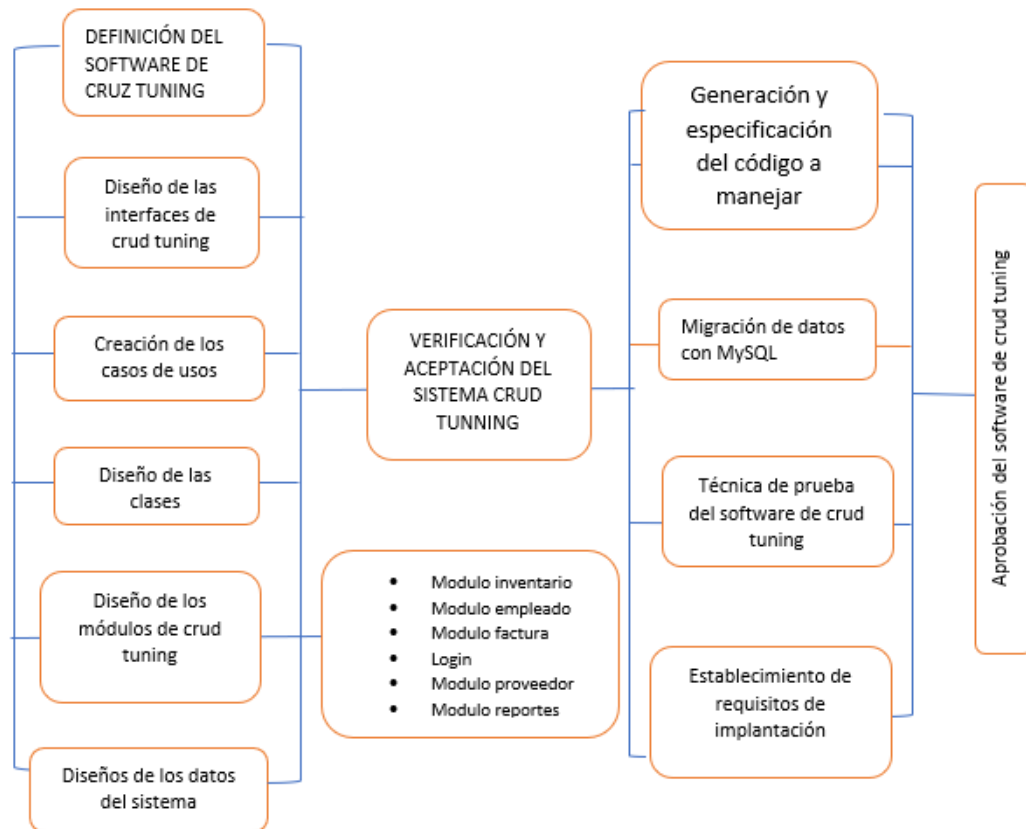 DEFINICIÓN DEL
SOFTWARE DE
CRUZ TUNING
Diseño de las
interfaces de
crud tuning
Creación de los
casos de usos
Diseño de las
clases
Diseño de los
módulos de crud
tuning
Diseños de los datos
del sistema
VERIFICACIÓN Y
ACEPTACIÓN DEL
SISTEMA CRUD
TUNNING
• Modulo inventario
• Modulo empleado
• Modulo factura
• Login
• Modulo proveedor
• Modulo reportes
Generación y
especificación
del código a
manejar
Migración de datos
con MySQL
Técnica de prueba
del software de crud
tuning
Establecimiento de
requisitos de
implantación
Aprobación del software de crud tuning